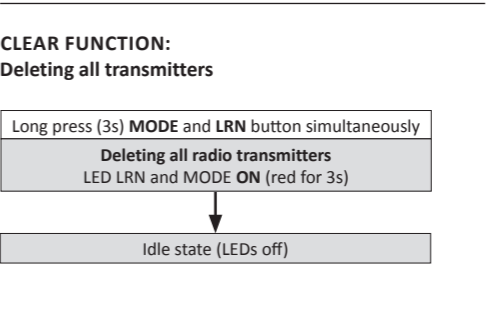 CLEAR FUNCTION:
Deleting all transmitters
Long press (3s) MODE and LRN button simultaneously
Deleting all radio transmitters
LED LRN and MODE ON (red for 3s)
Idle state (LEDs off)